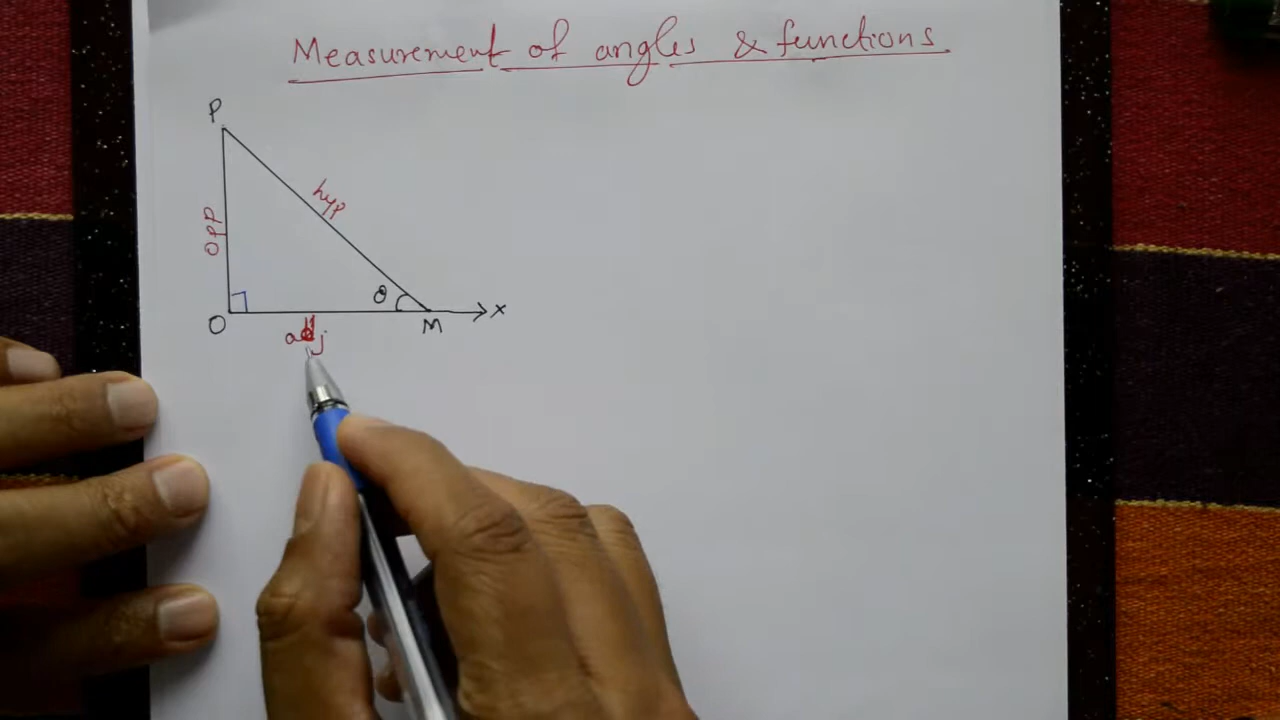 Measurement of angles & functions
P
hyp
opp
θ
O
adj
M
x